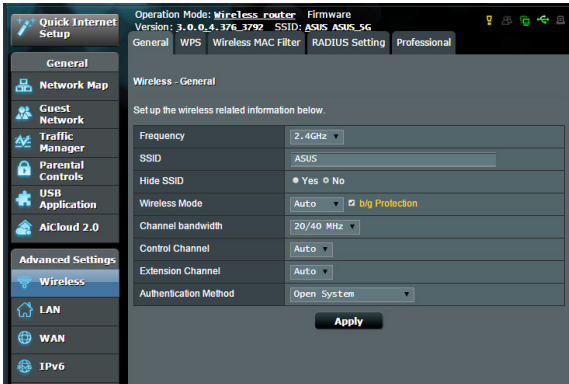 Quick Internet
Setup
General
Network Map
Guest
Network
Traffic
Manager
Parental
Controls
USB
Application
AiCloud 2.0
Advanced Settings
Wireless
LAN
WAN
IPv6
Operation Mode: Wireless router Firmware
Version: 3.0.0.4.376_3792 SSID: ASUS ASUS_5G
General WPS Wireless MAC Filter RADIUS Setting Professional
Wireless - General
Set up the wireless related information below.
Frequency 2.4GHz
SSID ASUS
Hide SSID Yes No
Wireless Mode Auto b/g Protection
Channel bandwidth 20/40 MHz
Control Channel Auto
Extension Channel Auto
Authentication Method Open System
Apply